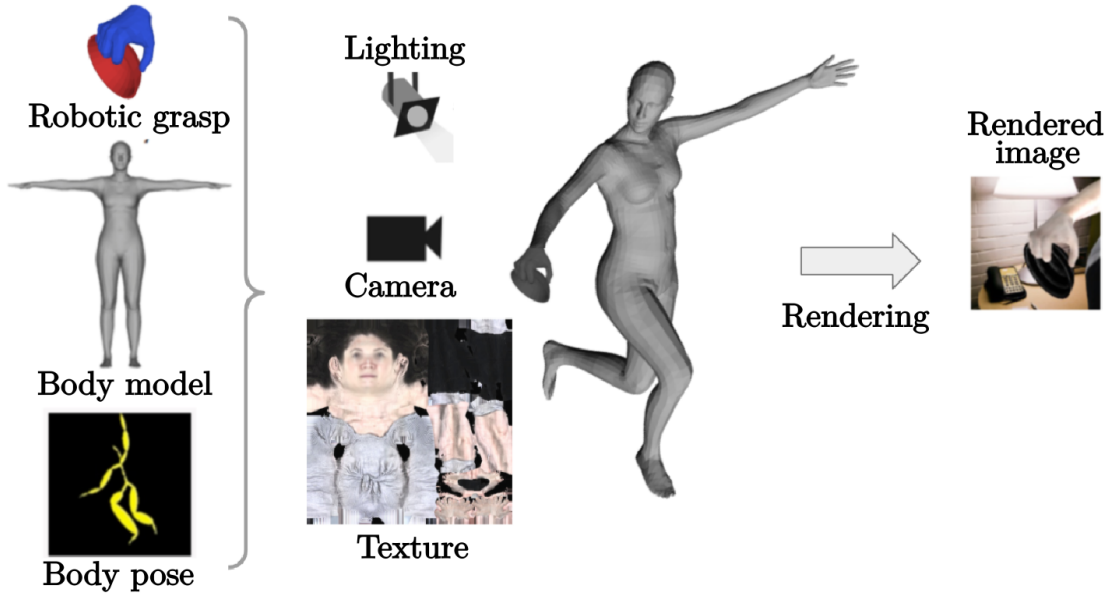 Robotic grasp
Body model
Body pose
Lighting
Camera
Texture
Rendering
Rendered
image